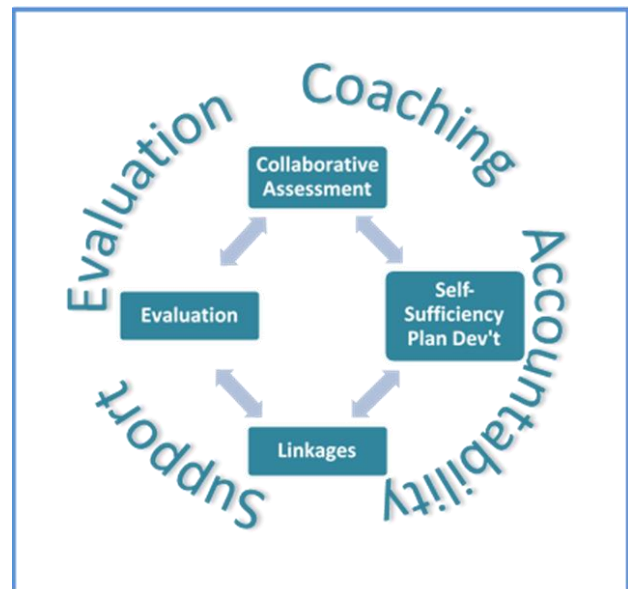 Evaluation
Coaching
Accountability
Support
Collaborative
Assessment
Self-
Sufficiency
Plan Dev't
Evaluation
Linkages